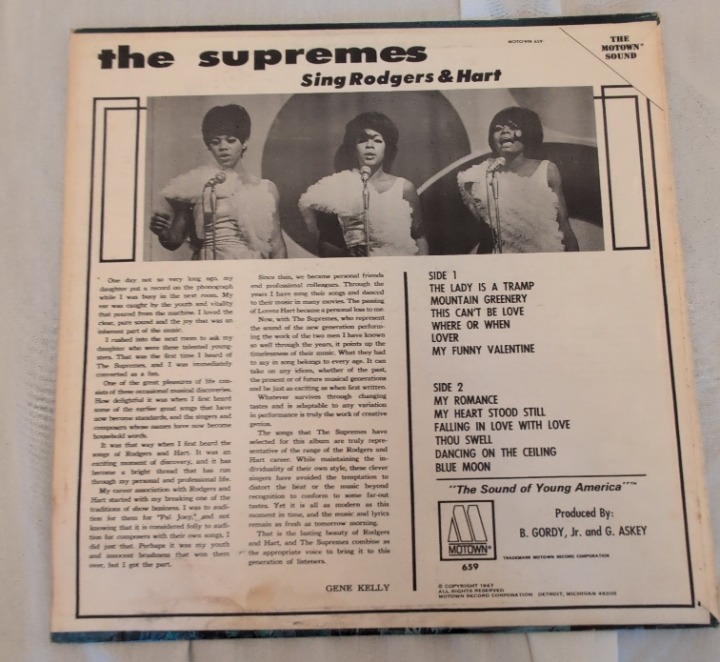 MOTOWN 659
THE
MOTOWN®
SOUND
the supremes
Sing Rodgers & Hart
One day not so very long ago, my
daughter put a record on the phonograph
while I was busy in the next room. My
ear was caught by the youth and vitality
that poured from the machine. I loved the
clear, pure sound and the joy that was an
inherent part of the music.
I rushed into the next room to ask my
daughter who were these talented young-
sters. That was the first time I heard of
The Supremes, and I was immediately
converted as a fan.
One of the great pleasures of life con-
sists of these occasional musical discoveries.
How delightful it was when I first heard
some of the earlier great songs that have
now become standards, and the singers and
composers whose names have now become
household words.
It was that way when I first heard the
songs of Rodgers and Hart. It was an
exciting moment of discovery, and it has
become a bright thread that has run
through my personal and professional life.
My career association with Rodgers and
Hart started with my breaking one of the
traditions of show business. I was to audi-
tion for them for "Pal Joey," and not
knowing that it is considered folly to audi-
tion for composers with their own songs, I
did just that. Perhaps it was my youth
and innocent brashness that won them
over, but I got the part.
Since then, we became personal friends
and professional colleagues. Through the
years I have sung their songs and danced
to their music in many movies. The passing
of Lorenz Hart became a personal loss to me.
Now, with The Supremes, who represent
the sound of the new generation perform-
ing the work of the two men I have known
so well through the years, it points up the
timelessness of their music. What they had
to say in song belongs to every age. It can
take on any idiom, whether of the past,
the present or of future musical generations
and be just as exciting as when first written.
Whatever survives through changing
tastes and is adaptable to any variation
in performance is truly the work of creative
genius.
The songs that The Supremes have
selected for this album are truly repre-
sentative of the range of the Rodgers and
Hart career. While maintaining the in-
dividuality of their own style, these clever
singers have avoided the temptation to
distort the beat or the music beyond
recognition to conform to some far-out
tastes. Yet it is all as modern as this
moment in time, and the music and lyrics
remain as fresh as tomorrow morning.
That is the lasting beauty of Rodgers
and Hart, and The Supremes combine as
the appropriate voice to bring it to this
generation of listeners.
GENE KELLY
SIDE 1
THE LADY IS A TRAMP
MOUNTAIN GREENERY
THIS CAN'T BE LOVE
WHERE OR WHEN
LOVER
MY FUNNY VALENTINE
SIDE 2
MY ROMANCE
MY HEART STOOD STILL
FALLING IN LOVE WITH LOVE
THOU SWELL
DANCING ON THE CEILING
BLUE MOON
"The Sound of Young America"™
Produced By:
B. GORDY, Jr. and G. ASKEY
M
MOTOWN®
TRADEMARK MOTOWN RECORD CORPORATION
659
© COPYRIGHT 1967
ALL RIGHTS RESERVED
MOTOWN RECORD CORPORATION DETROIT, MICHIGAN 48202